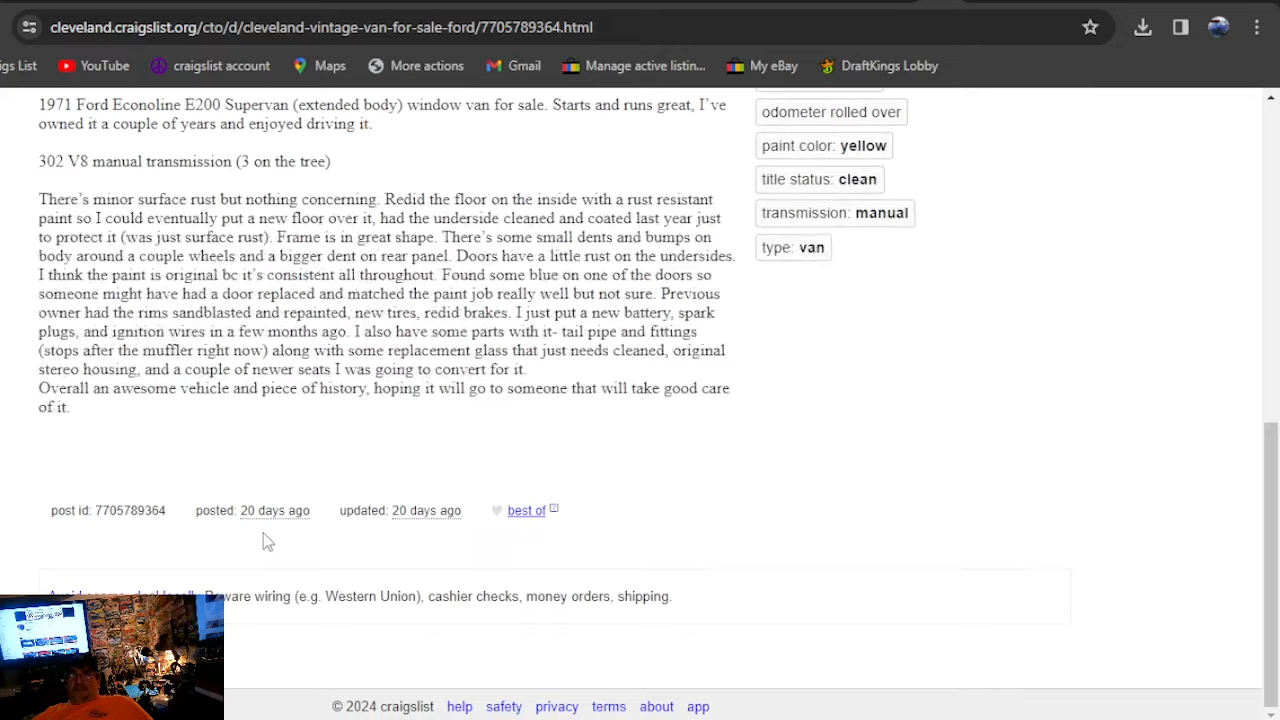 cleveland.craigslist.org/cto/d/cleveland-vintage-van-for-sale-ford/7705789364.html
igs List YouTube craigslist account Maps More actions Gmail Manage active listin... My eBay DraftKings Lobby
1971 Ford Econoline E200 Supervan (extended body) window van for sale. Starts and runs great, I've
owned it a couple of years and enjoyed driving it.
302 V8 manual transmission (3 on the tree)
There's minor surface rust but nothing concerning. Redid the floor on the inside with a rust resistant
paint so I could eventually put a new floor over it, had the underside cleaned and coated last year just
to protect it (was just surface rust). Frame is in great shape. There's some small dents and bumps on
body around a couple wheels and a bigger dent on rear panel. Doors have a little rust on the undersides.
I think the paint is original bc it's consistent all throughout. Found some blue on one of the doors so
someone might have had a door replaced and matched the paint job really well but not sure. Previous
owner had the rims sandblasted and repainted, new tires, redid brakes. I just put a new battery, spark
plugs, and ignition wires in a few months ago. I also have some parts with it- tail pipe and fittings
(stops after the muffler right now) along with some replacement glass that just needs cleaned, original
stereo housing, and a couple of newer seats I was going to convert for it.
Overall an awesome vehicle and piece of history, hoping it will go to someone that will take good care
of it.
odometer rolled over
paint color: yellow
title status: clean
transmission: manual
type: van
post id: 7705789364 posted: 20 days ago updated: 20 days ago best of [?]
ware wiring (e.g. Western Union), cashier checks, money orders, shipping.
© 2024 craigslist help safety privacy terms about app